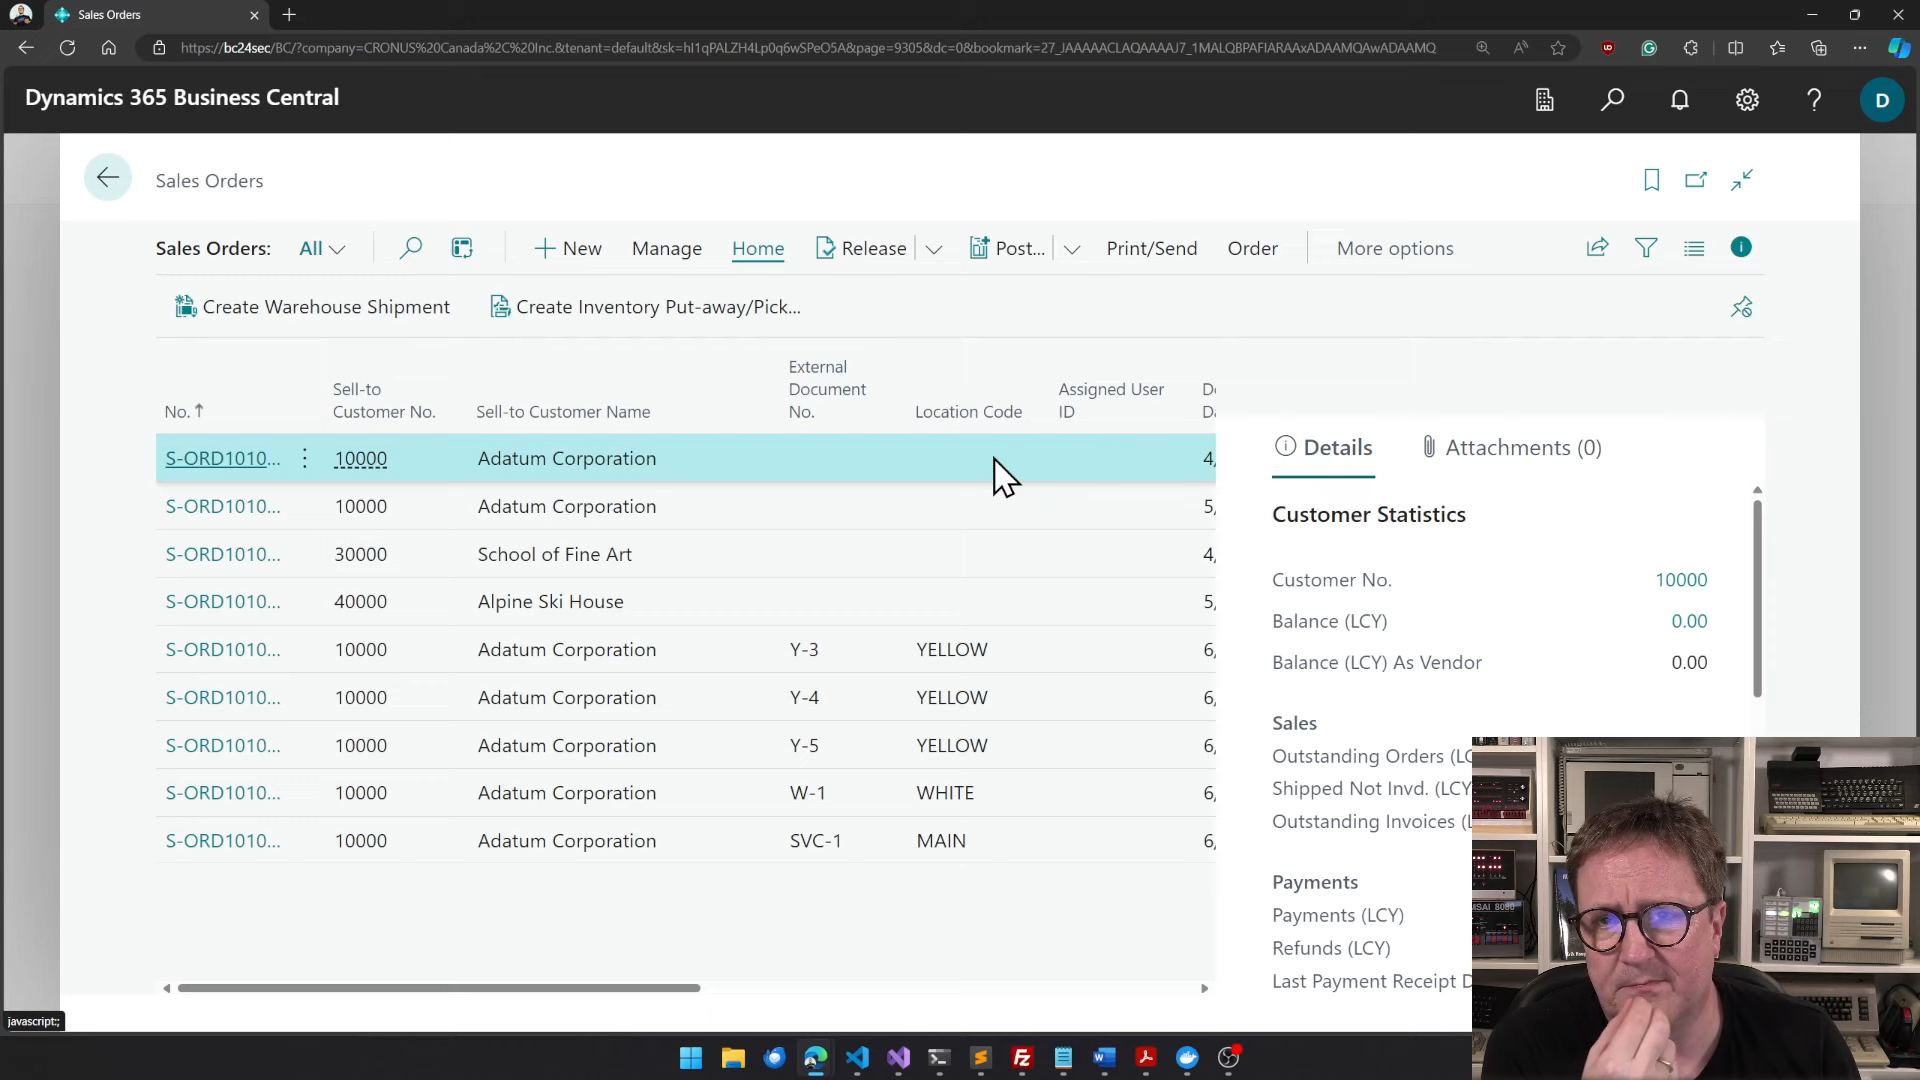 Sales Orders
https://bc24sec/BC/?company=CRONUS%20Canada%2C%20Inc.&tenant=default&sk=hI1qPALZH4Lp0q6wSPeO5A&page=9305&dc=0&bookmark=27_JAAAAACLAQAAAAJ7_1MALQBPAFIARAAxADAAMQAwADAAMQ
Dynamics 365 Business Central
D
Sales Orders
Sales Orders: All
New Manage Home Release Post... Print/Send Order More options
Create Warehouse Shipment Create Inventory Put-away/Pick...
No. ↑ Sell-to Customer No. Sell-to Customer Name External Document No. Location Code Assigned User ID
S-ORD1010... 10000 Adatum Corporation 4,
S-ORD1010... 10000 Adatum Corporation 5,
S-ORD1010... 30000 School of Fine Art 4,
S-ORD1010... 40000 Alpine Ski House 5,
S-ORD1010... 10000 Adatum Corporation Y-3 YELLOW 6,
S-ORD1010... 10000 Adatum Corporation Y-4 YELLOW 6,
S-ORD1010... 10000 Adatum Corporation Y-5 YELLOW 6,
S-ORD1010... 10000 Adatum Corporation W-1 WHITE 6,
S-ORD1010... 10000 Adatum Corporation SVC-1 MAIN 6,
Details Attachments (0)
Customer Statistics
Customer No. 10000
Balance (LCY) 0.00
Balance (LCY) As Vendor 0.00
Sales
Outstanding Orders (LC
Shipped Not Invd. (LCY
Outstanding Invoices (L
Payments
Payments (LCY)
Refunds (LCY)
Last Payment Receipt D
javascript:;